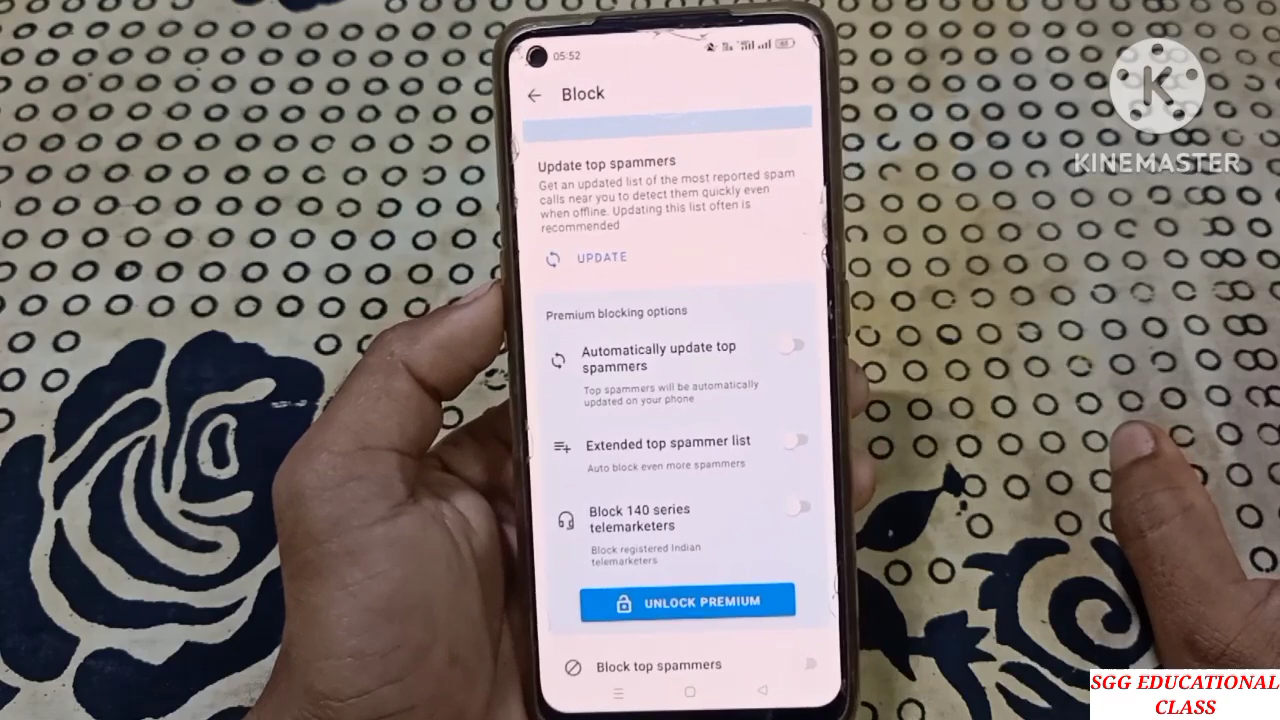 05:52
Block
KINEMASTER
Update top spammers
Get an updated list of the most reported spam
calls near you to detect them quickly even
when offline. Updating this list often is
recommended
UPDATE
Premium blocking options
Automatically update top
spammers
Top spammers will be automatically
updated on your phone
Extended top spammer list
Auto block even more spammers
Block 140 series
telemarketers
Block registered Indian
telemarketers
UNLOCK PREMIUM
Block top spammers
SGG EDUCATIONAL
CLASS